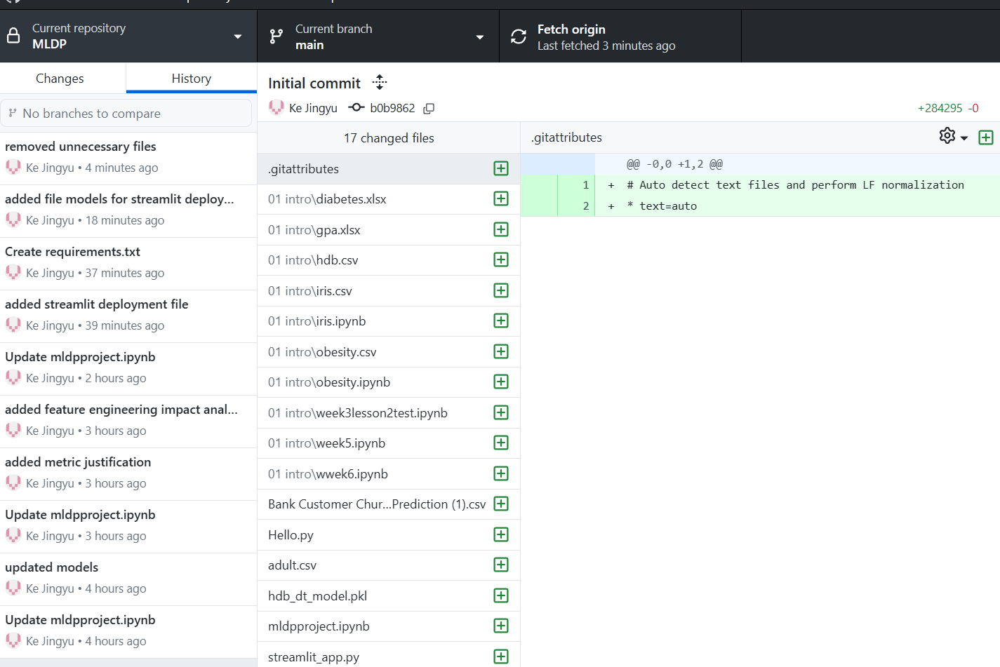 Current repository
MLDP
Current branch
main
Fetch origin
Last fetched 3 minutes ago
Changes
History
No branches to compare
removed unnecessary files
Ke Jingyu • 4 minutes ago
added file models for streamlit deploy...
Ke Jingyu • 18 minutes ago
Create requirements.txt
Ke Jingyu • 37 minutes ago
added streamlit deployment file
Ke Jingyu • 39 minutes ago
Update mldpproject.ipynb
Ke Jingyu • 2 hours ago
added feature engineering impact anal...
Ke Jingyu • 3 hours ago
added metric justification
Ke Jingyu • 3 hours ago
Update mldpproject.ipynb
Ke Jingyu • 3 hours ago
updated models
Ke Jingyu • 4 hours ago
Update mldpproject.ipynb
Ke Jingyu • 4 hours ago
Initial commit
Ke Jingyu b0b9862
+284295 -0
17 changed files
.gitattributes
01 intro\diabetes.xlsx
01 intro\gpa.xlsx
01 intro\hdb.csv
01 intro\iris.csv
01 intro\iris.ipynb
01 intro\obesity.csv
01 intro\obesity.ipynb
01 intro\week3lesson2test.ipynb
01 intro\week5.ipynb
01 intro\wwek6.ipynb
Bank Customer Chur...Prediction (1).csv
Hello.py
adult.csv
hdb_dt_model.pkl
mldpproject.ipynb
streamlit_app.py
.gitattributes
@@ -0,0 +1,2 @@
1 + # Auto detect text files and perform LF normalization
2 + * text=auto